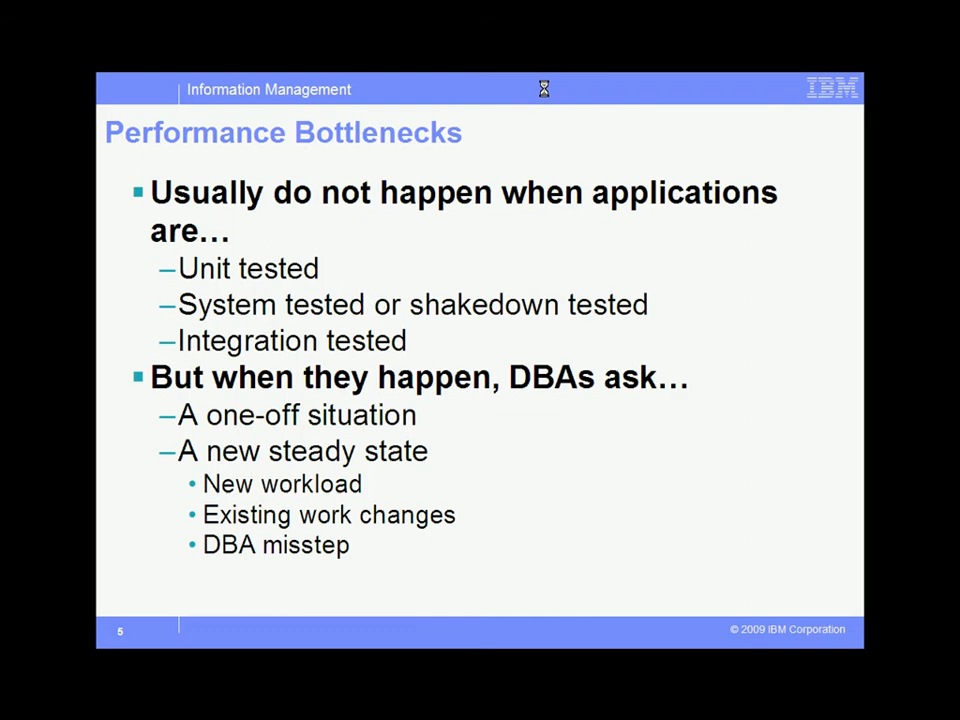 Information Management
IBM
Performance Bottlenecks
▪ Usually do not happen when applications
are…
–Unit tested
–System tested or shakedown tested
–Integration tested
▪ But when they happen, DBAs ask…
–A one-off situation
–A new steady state
• New workload
• Existing work changes
• DBA misstep
5
© 2009 IBM Corporation